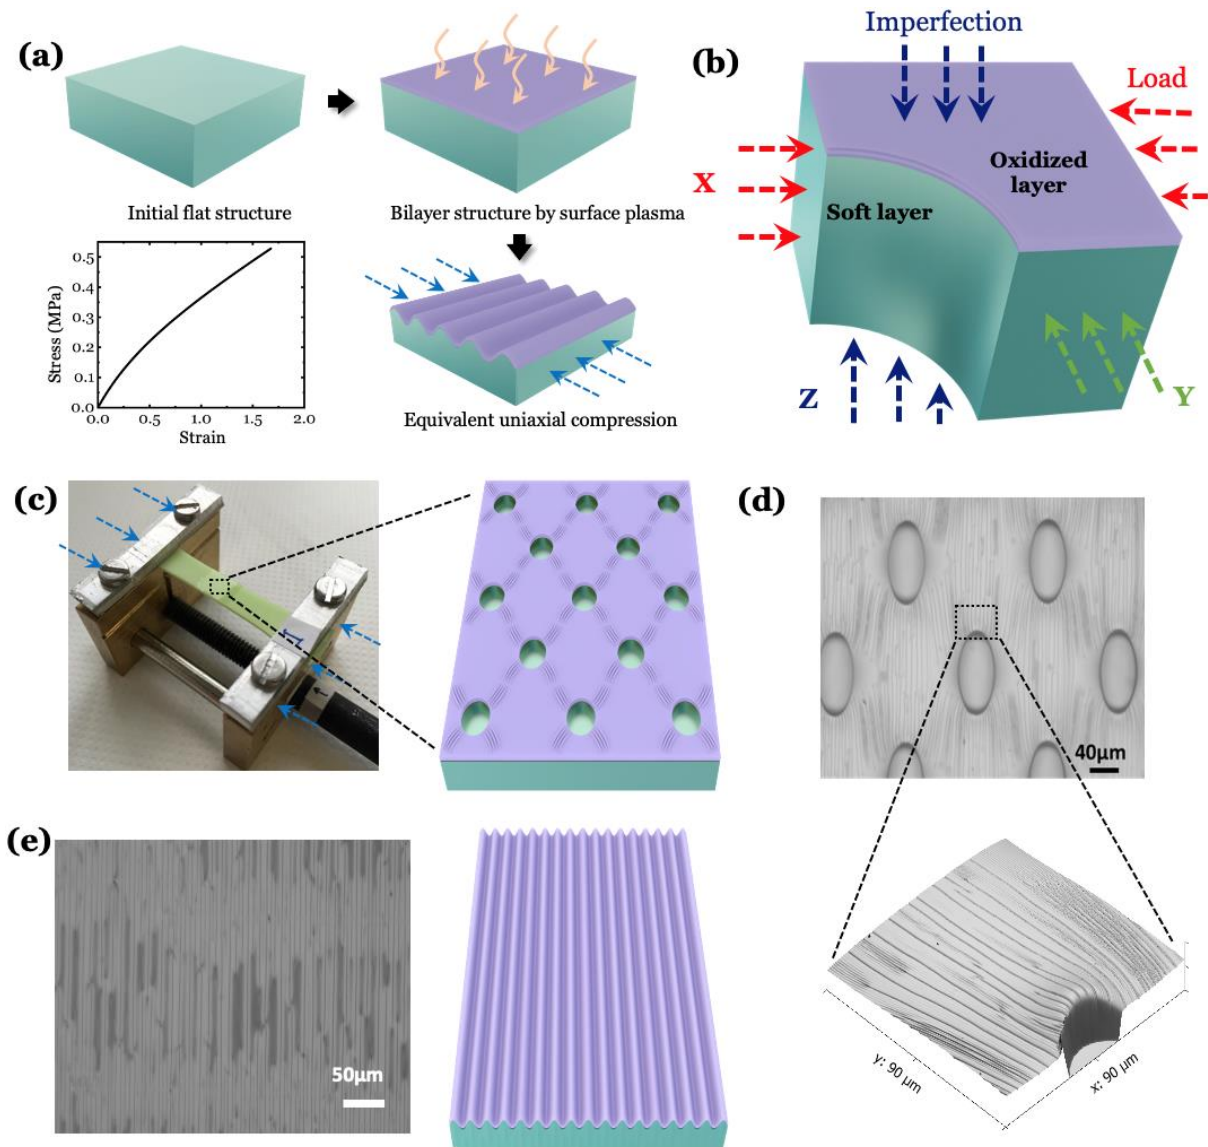 (a)
Initial flat structure
Bilayer structure by surface plasma
Stress (MPa)
0.5
0.4
0.3
0.2
0.1
0.0
0.0 0.5 1.0 1.5 2.0
Strain
Equivalent uniaxial compression
(b)
Imperfection
Load
X
Oxidized
layer
Soft layer
Z
Y
(c)
(d)
40μm
(e)
50μm
y: 90 μm
x: 90 μm